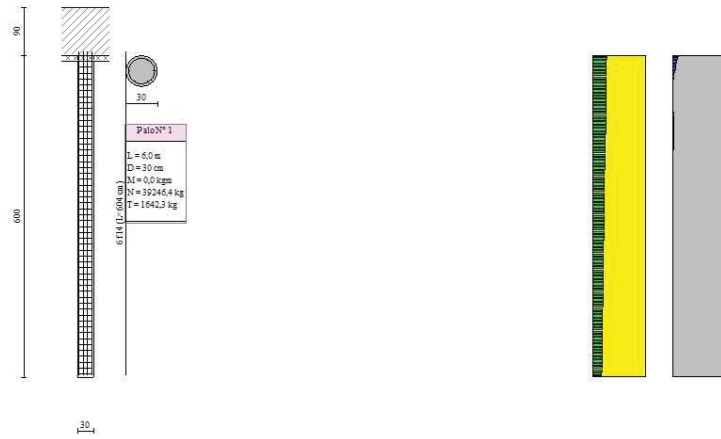 90
30
Palo N° 1
L = 6,0 m
D = 30 cm
M = 0,0 kgm
N = 39246,4 kg
T = 1642,3 kg
600
6 f14 (L=604 cm)
30